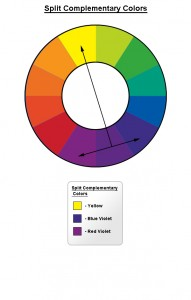 Split Complementary Colors
Split Complementary
Colors
- Yellow
- Blue Violet
- Red Violet